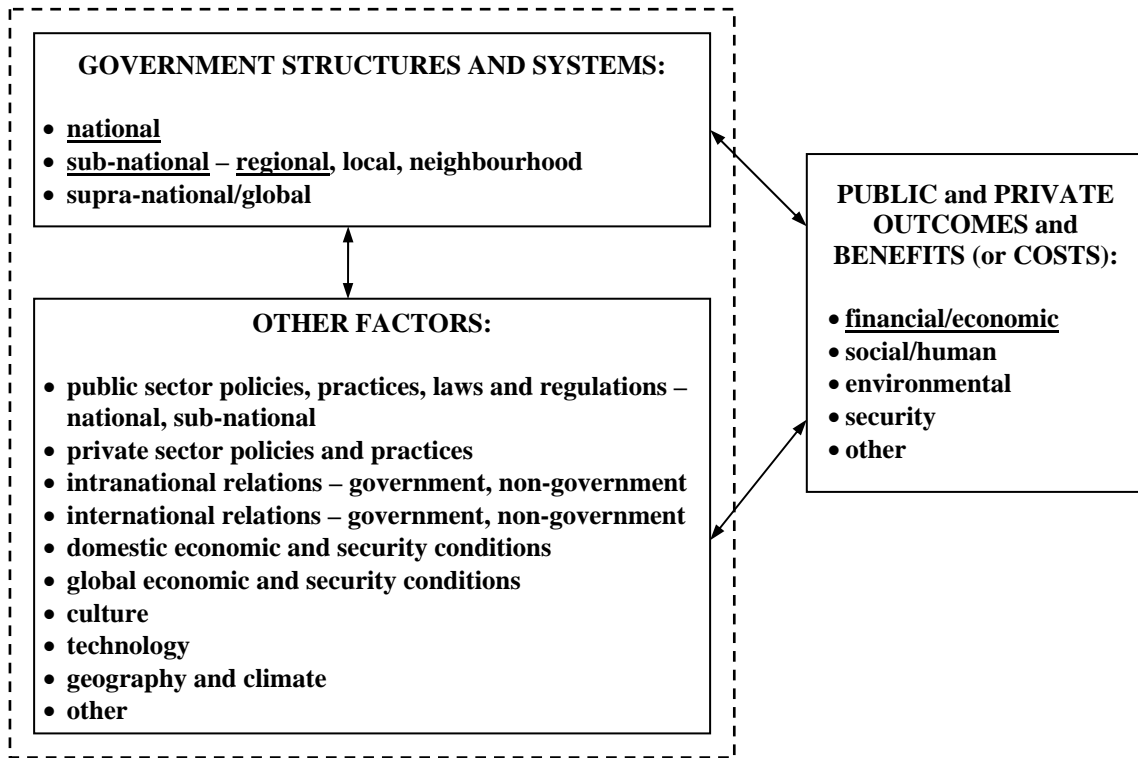 GOVERNMENT STRUCTURES AND SYSTEMS:
• national
• sub-national – regional, local, neighbourhood
• supra-national/global
OTHER FACTORS:
• public sector policies, practices, laws and regulations –
national, sub-national
• private sector policies and practices
• intranational relations – government, non-government
• international relations – government, non-government
• domestic economic and security conditions
• global economic and security conditions
• culture
• technology
• geography and climate
• other
PUBLIC and PRIVATE
OUTCOMES and
BENEFITS (or COSTS):
• financial/economic
• social/human
• environmental
• security
• other